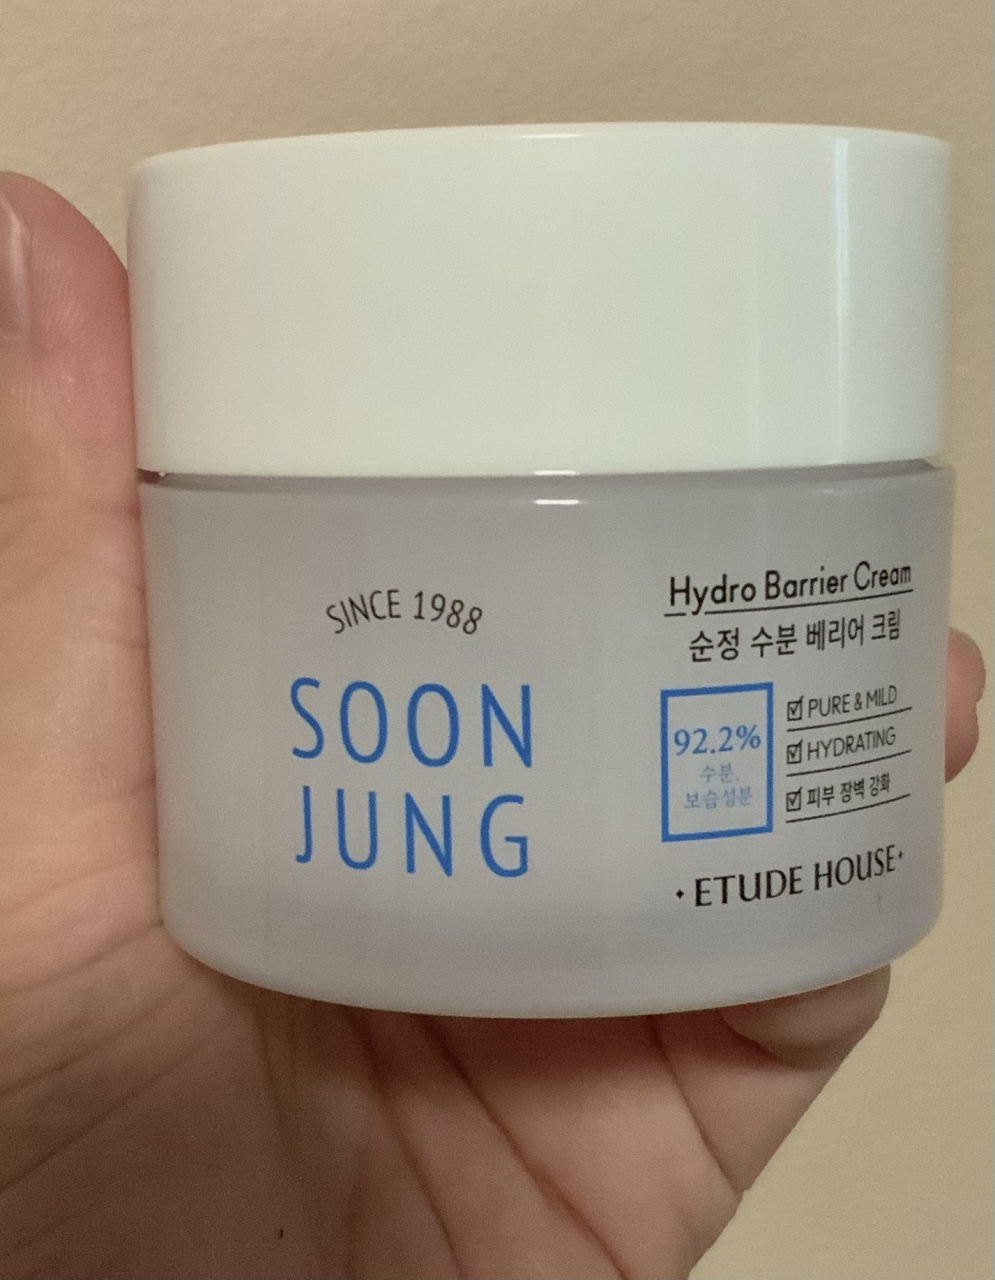 SINCE 1988
SOON
JUNG
Hydro Barrier Cream
순정 수분 베리어 크림
92.2%
수분,
보습성분
PURE & MILD
HYDRATING
피부 장벽 강화
ETUDE HOUSE